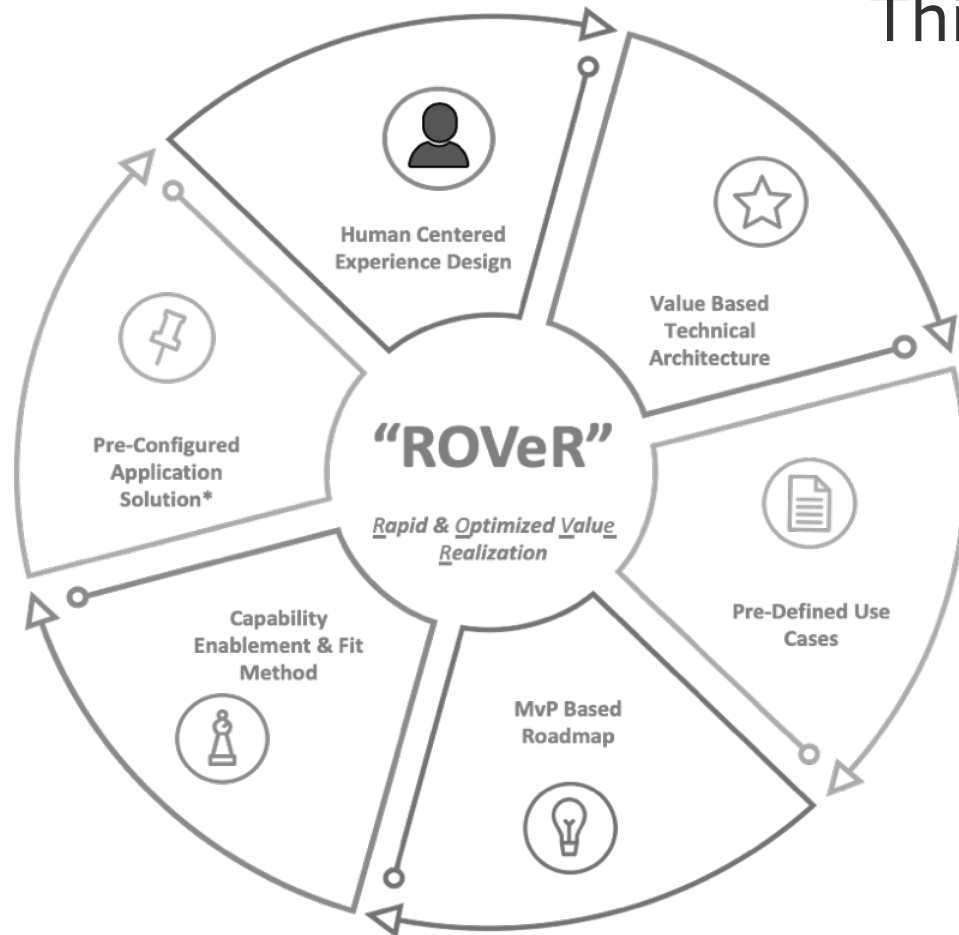 Thi
Human Centered
Experience Design
Value Based
Technical
Architecture
Pre-Configured
Application
Solution*
“ROVeR”
Rapid & Optimized Value
Realization
Pre-Defined Use
Cases
Capability
Enablement & Fit
Method
MvP Based
Roadmap